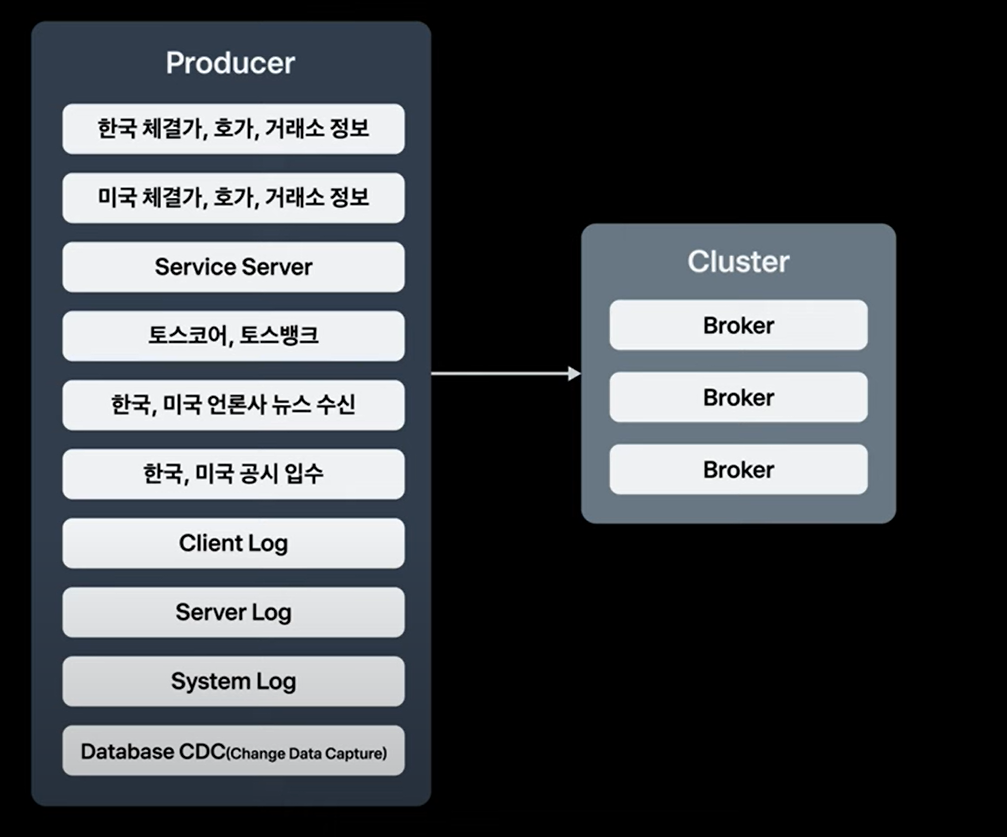 Producer
한국 체결가, 호가, 거래소 정보
미국 체결가, 호가, 거래소 정보
Service Server
토스코어, 토스뱅크
한국, 미국 언론사 뉴스 수신
한국, 미국 공시 입수
Client Log
Server Log
System Log
Database CDC(Change Data Capture)
Cluster
Broker
Broker
Broker